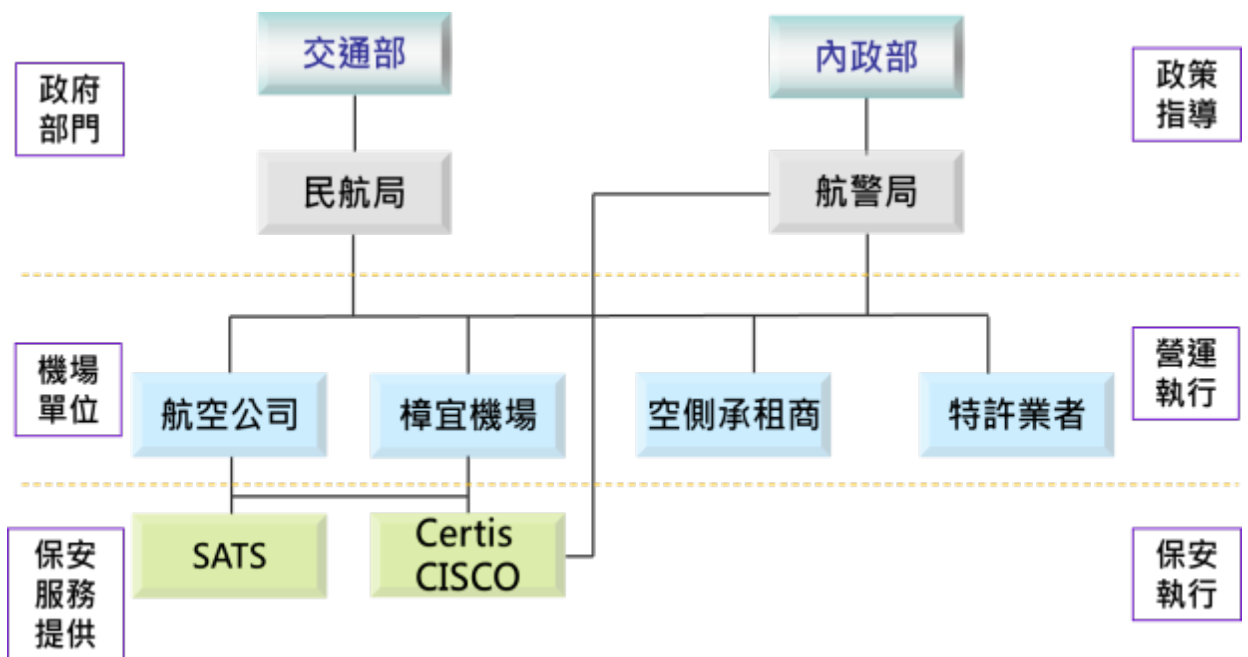 交通部
內政部
政府
部門
政策
指導
民航局
航警局
機場
單位
營運
執行
航空公司
樟宜機場
空側承租商
特許業者
保安
服務
提供
SATS
Certis
CISCO
保安
執行